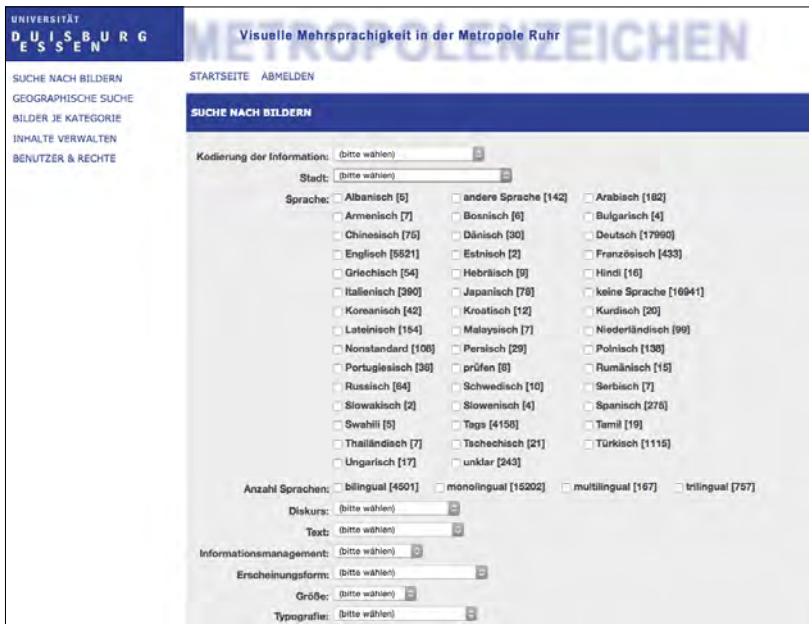 UNIVERSITÄT
DUISBURG
ESSEN
METROPOLENZEICHEN
Visuelle Mehrsprachigkeit in der Metropole Ruhr
SUCHE NACH BILDERN
GEOGRAPHISCHE SUCHE
BILDER JE KATEGORIE
INHALTE VERWALTEN
BENUTZER & RECHTE
STARTSEITE ABMELDEN
SUCHE NACH BILDERN
Kodierung der Information: (bitte wählen)
Stadt: (bitte wählen)
Sprache: Albanisch [5] andere Sprache [142] Arabisch [182]
Armenisch [7] Bosnisch [6] Bulgarisch [4]
Chinesisch [75] Dänisch [30] Deutsch [17990]
Englisch [5521] Estnisch [2] Französisch [433]
Griechisch [54] Hebräisch [9] Hindi [16]
Italienisch [390] Japanisch [78] keine Sprache [16941]
Koreanisch [42] Kroatisch [12] Kurdisch [20]
Lateinisch [154] Malaysisch [7] Niederländisch [99]
Nonstandard [108] Persisch [29] Polnisch [138]
Portugiesisch [38] prüfen [8] Rumänisch [15]
Russisch [64] Schwedisch [10] Serbisch [7]
Slowakisch [2] Slowenisch [4] Spanisch [275]
Swahili [5] Tags [4158] Tamil [19]
Thailändisch [7] Tschechisch [21] Türkisch [1115]
Ungarisch [17] unklar [243]
Anzahl Sprachen: bilingual [4501] monolingual [15202] multilingual [167] trilingual [757]
Diskurs: (bitte wählen)
Text: (bitte wählen)
Informationsmanagement: (bitte wählen)
Erscheinungsform: (bitte wählen)
Größe: (bitte wählen)
Typografie: (bitte wählen)